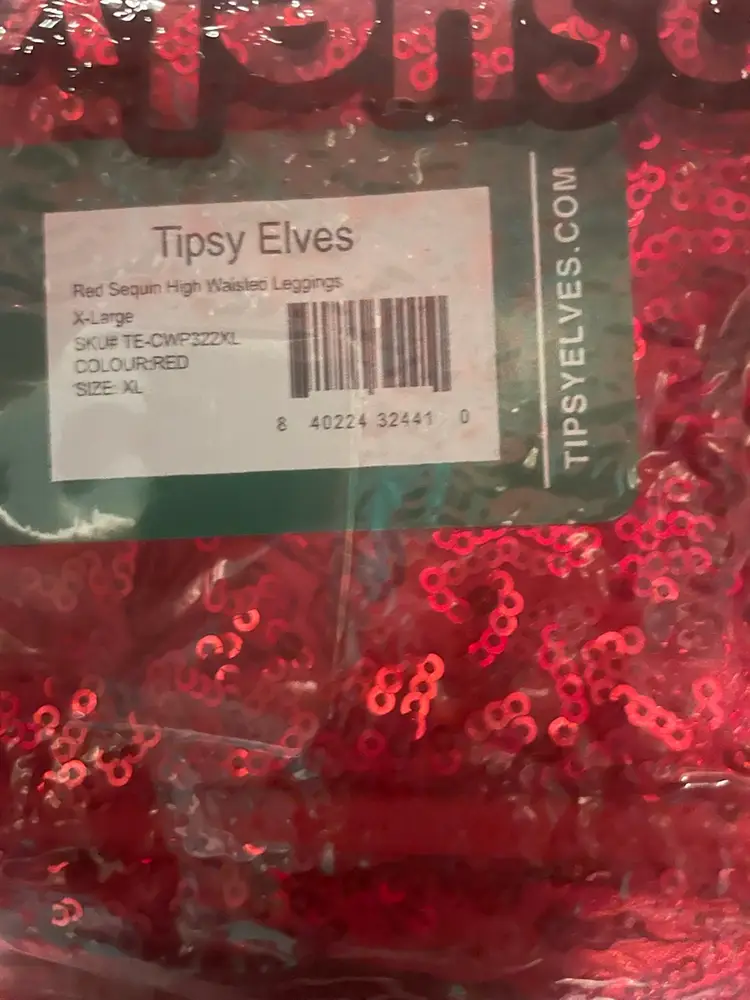 Tipsy Elves
Red Sequin High Waisted Leggings
X-Large
SKU# TE-CWP322XL
COLOUR:RED
SIZE: XL
8 40224 32441 0
TIPSYELVES.COM